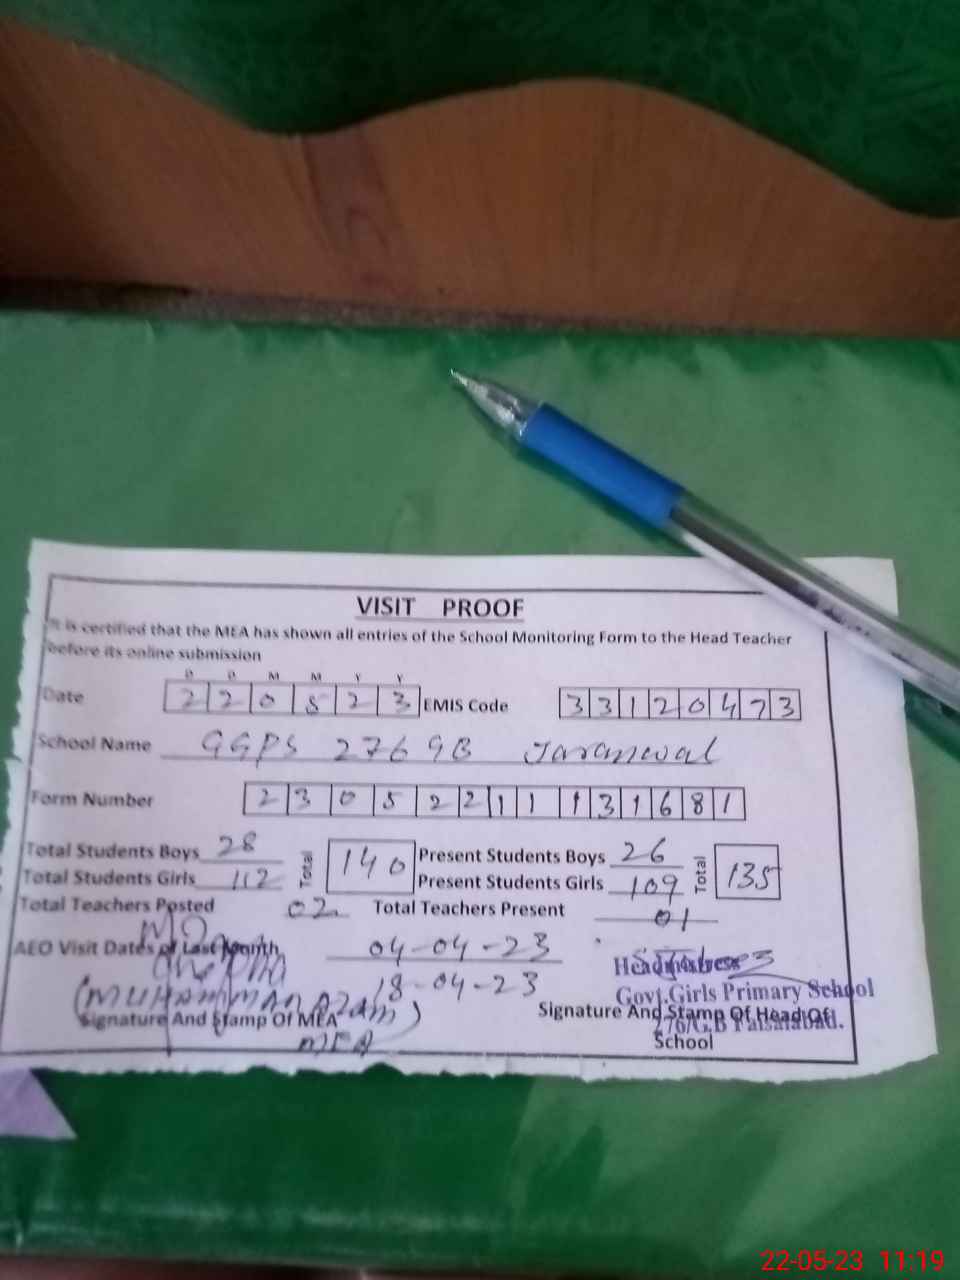 VISIT PROOF
It is certified that the MEA has shown all entries of the School Monitoring Form to the Head Teacher
before its online submission
D D M M Y Y
Date 2 2 0 5 2 3 EMIS Code 3 3 1 2 0 4 7 3
School Name GGPS 276 GB Jaranwal
Form Number 2 3 0 5 2 2 1 1 1 3 1 6 8 1
Total Students Boys 28 Total 140 Present Students Boys 26 Total 135
Total Students Girls 112 Present Students Girls 109
Total Teachers Posted 02 Total Teachers Present 01
AEO Visit Dates of Last Month 04-04-23
18-04-23
Headmistress
Govt.Girls Primary School
276/G.B Faisalabad.
(MUHAMMAD AZAM)
Signature And Stamp Of MEA
MEA
Signature And Stamp Of Head Of
School
22-05-23 11:19